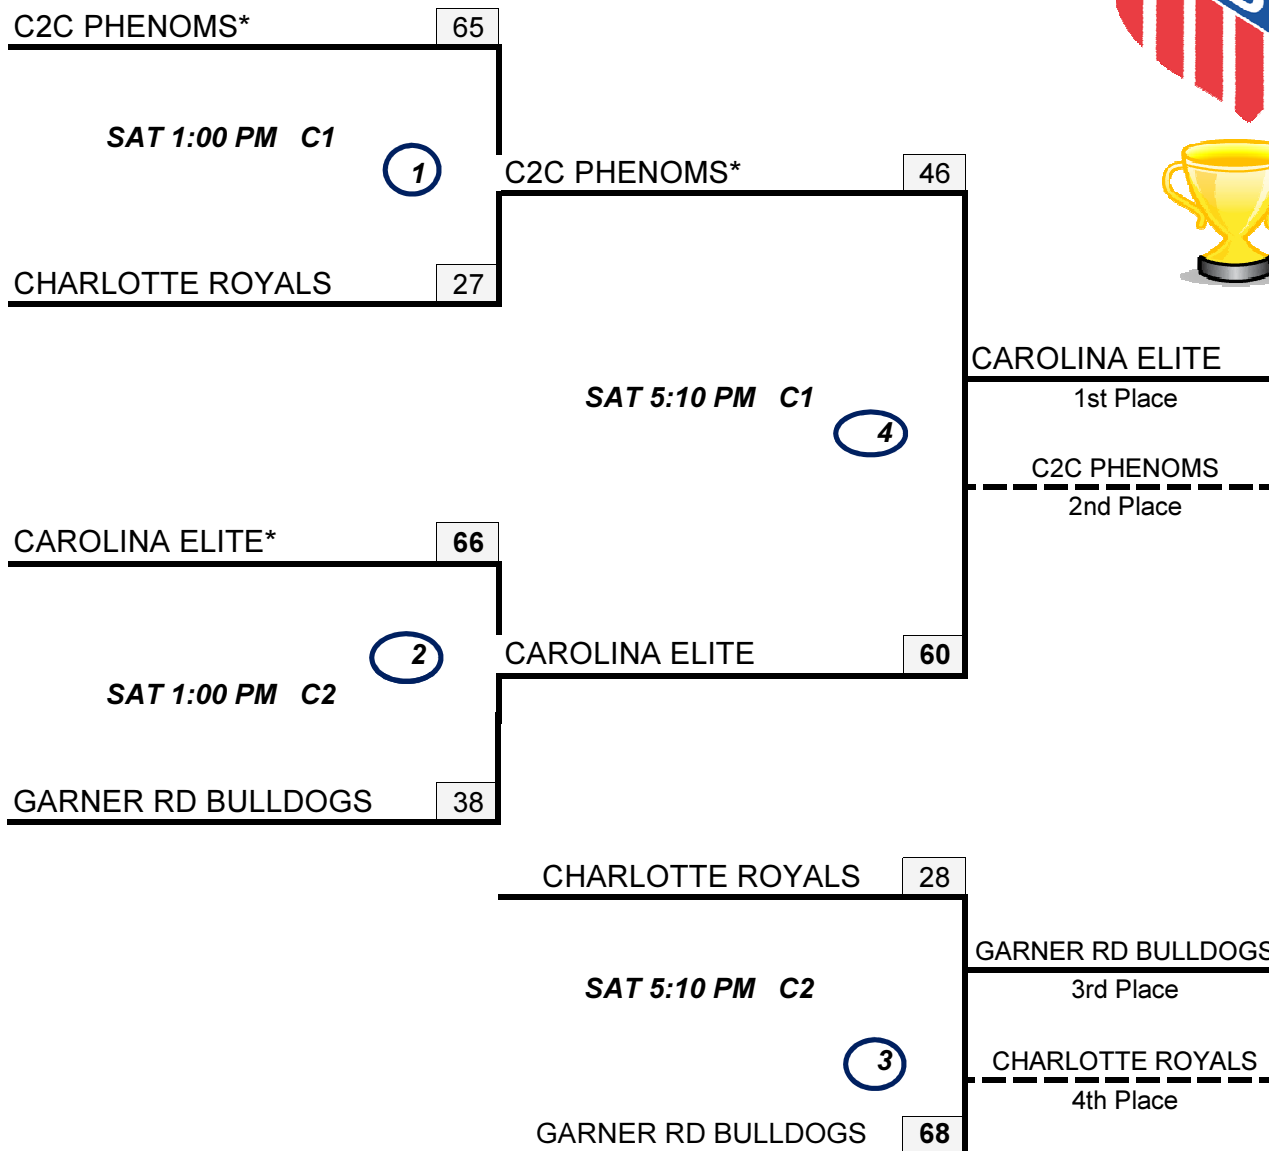 C2C PHENOMS* 65
SAT 1:00 PM C1
1
C2C PHENOMS* 46
CHARLOTTE ROYALS 27
CAROLINA ELITE
1st Place
SAT 5:10 PM C1
4
C2C PHENOMS
2nd Place
CAROLINA ELITE* 66
2
CAROLINA ELITE 60
SAT 1:00 PM C2
GARNER RD BULLDOGS 38
CHARLOTTE ROYALS 28
GARNER RD BULLDOGS
3rd Place
SAT 5:10 PM C2
3
CHARLOTTE ROYALS
4th Place
GARNER RD BULLDOGS 68